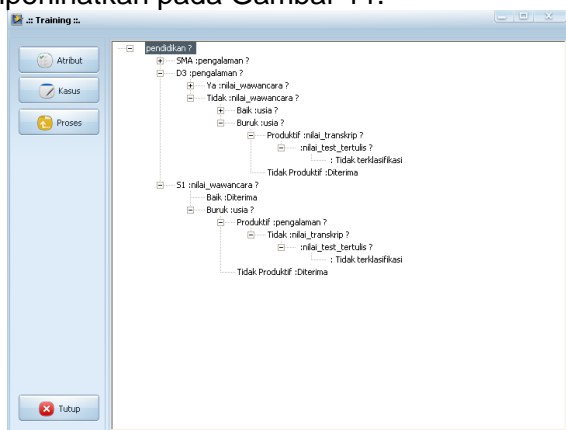 perlihatkan pada Gambar 11.
.:: Training ::.
Atribut
Kasus
Proses
Tutup
pendidikan ?
SMA :pengalaman ?
D3 :pengalaman ?
Ya :nilai_wawancara ?
Tidak :nilai_wawancara ?
Baik :usia ?
Buruk :usia ?
Produktif :nilai_transkrip ?
:nilai_test_tertulis ?
: Tidak terklasifikasi
Tidak Produktif :Diterima
S1 :nilai_wawancara ?
Baik :Diterima
Buruk :usia ?
Produktif :pengalaman ?
Tidak :nilai_transkrip ?
:nilai_test_tertulis ?
: Tidak terklasifikasi
Tidak Produktif :Diterima